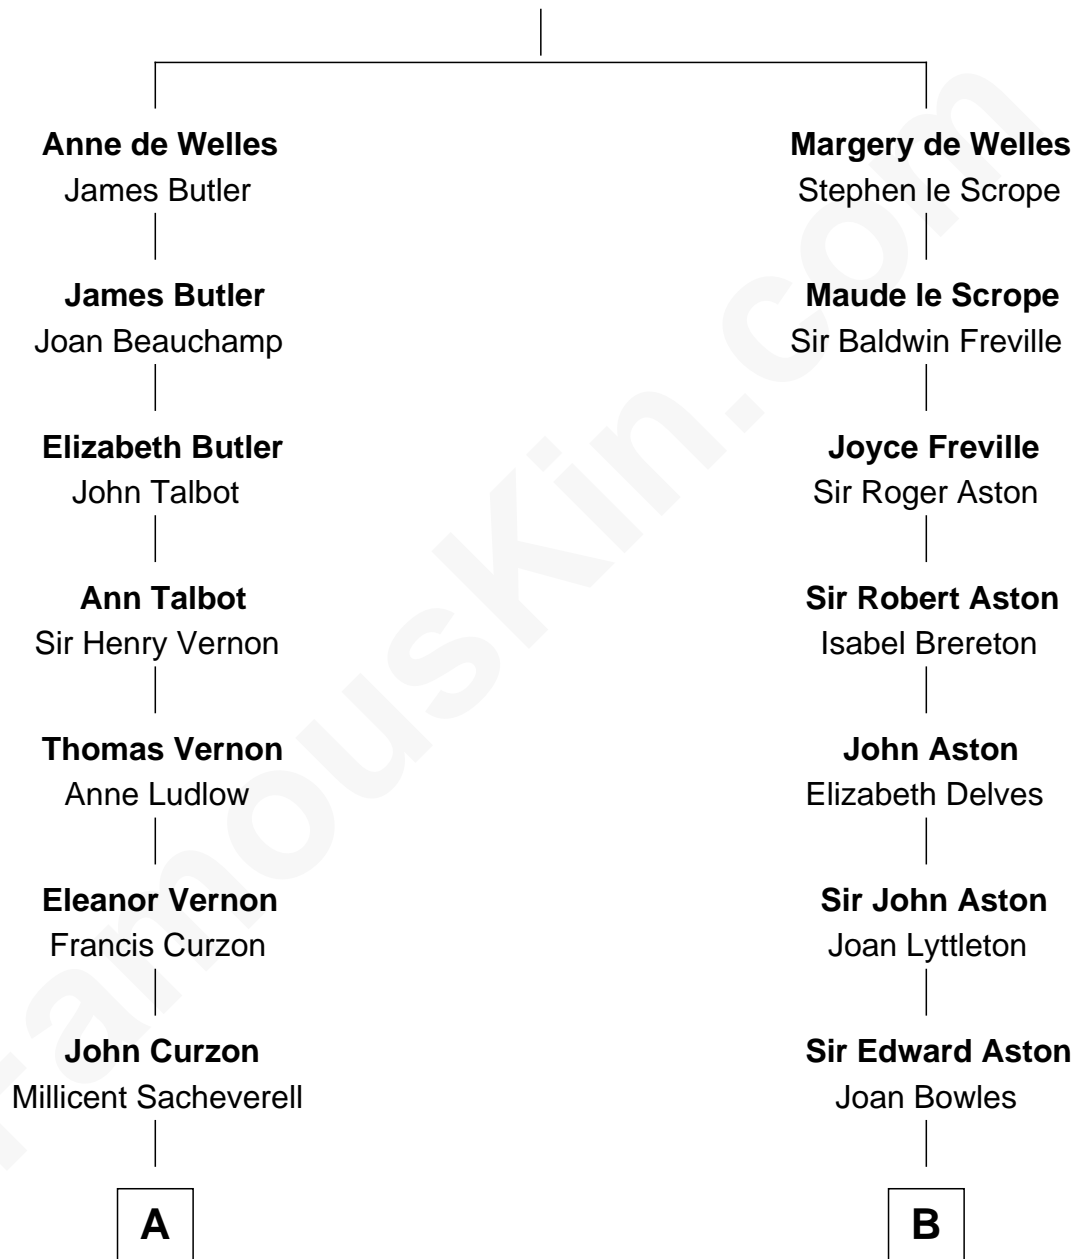 Anne de Welles
James Butler
James Butler
Joan Beauchamp
Elizabeth Butler
John Talbot
Ann Talbot
Sir Henry Vernon
Thomas Vernon
Anne Ludlow
Eleanor Vernon
Francis Curzon
John Curzon
Millicent Sacheverell
A
Margery de Welles
Stephen le Scrope
Maude le Scrope
Sir Baldwin Freville
Joyce Freville
Sir Roger Aston
Sir Robert Aston
Isabel Brereton
John Aston
Elizabeth Delves
Sir John Aston
Joan Lyttleton
Sir Edward Aston
Joan Bowles
B
FamousKin.com